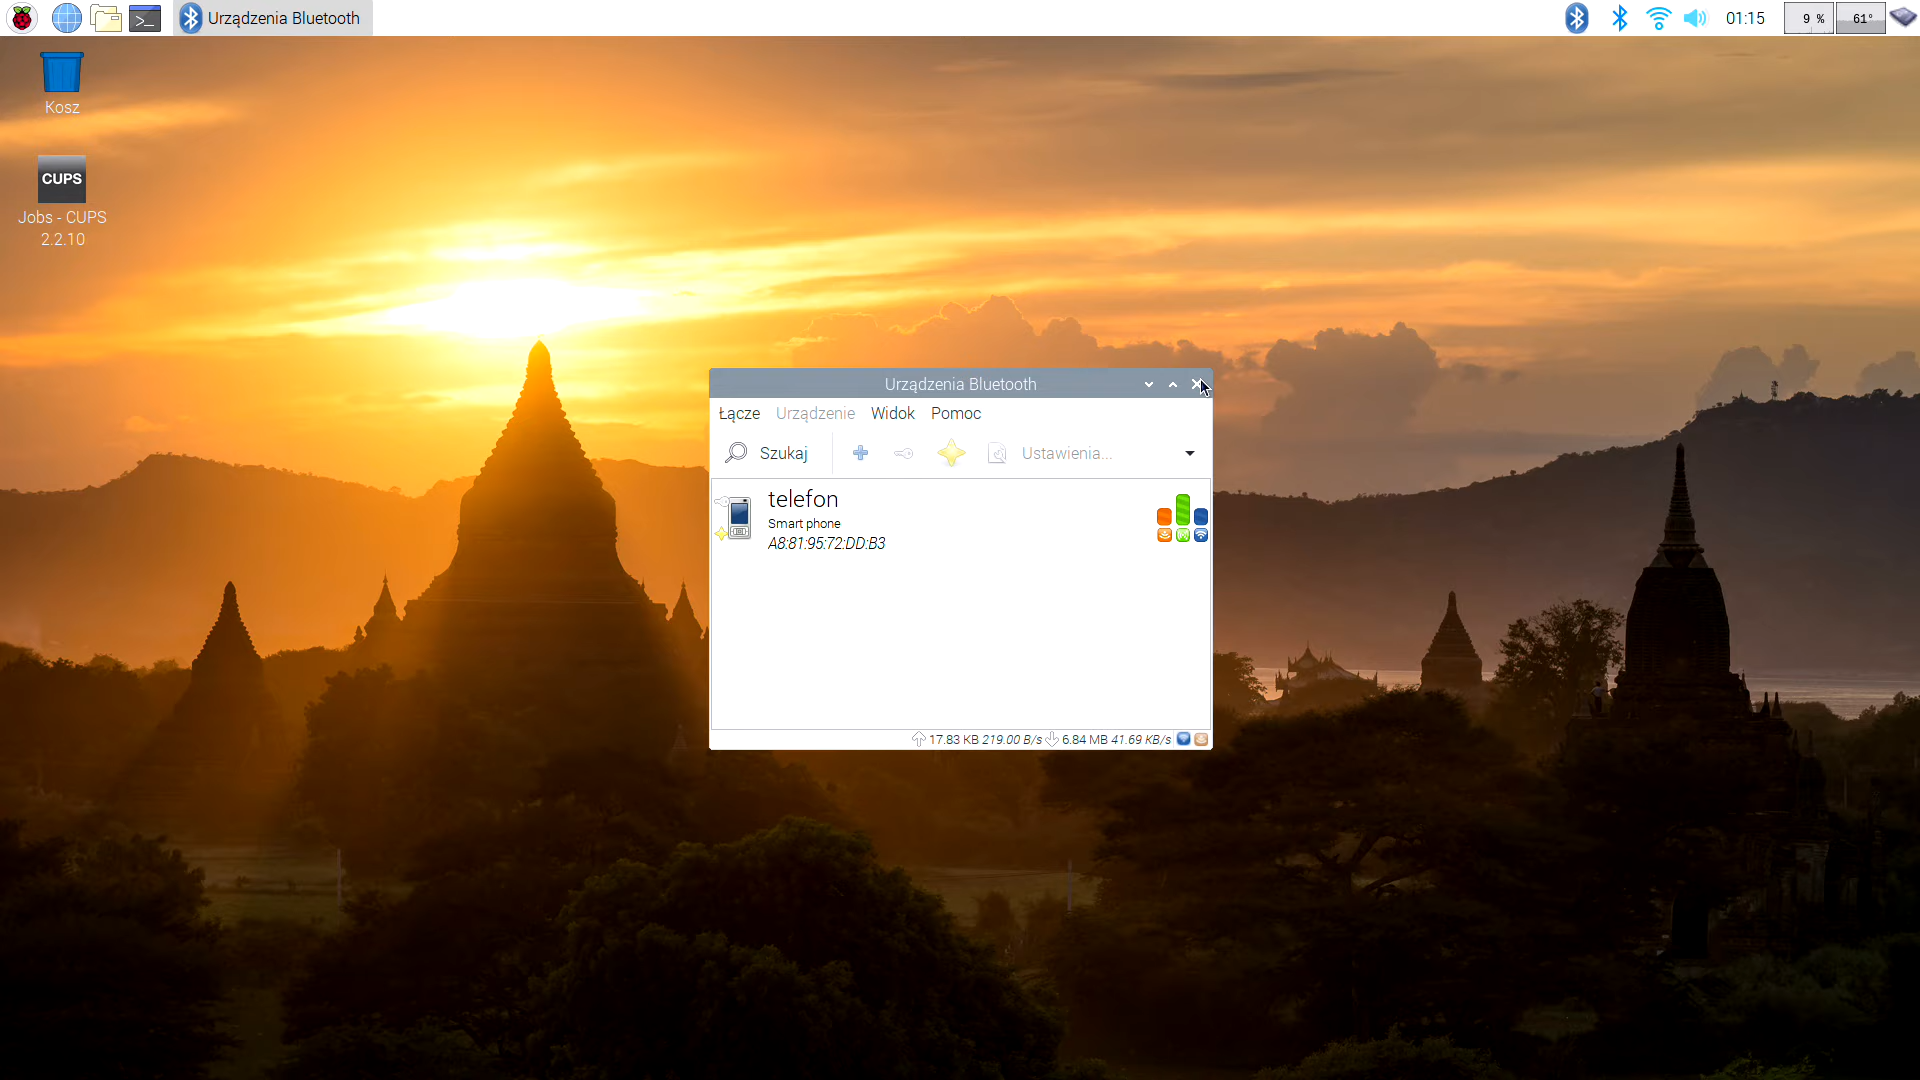 Urządzenia Bluetooth
01:15
9 %
61°
Kosz
CUPS
Jobs - CUPS
2.2.10
Urządzenia Bluetooth
Łącze Urządzenie Widok Pomoc
Szukaj Ustawienia...
telefon
Smart phone
A8:81:95:72:DD:B3
17.83 KB 219.00 B/s 6.84 MB 41.69 KB/s